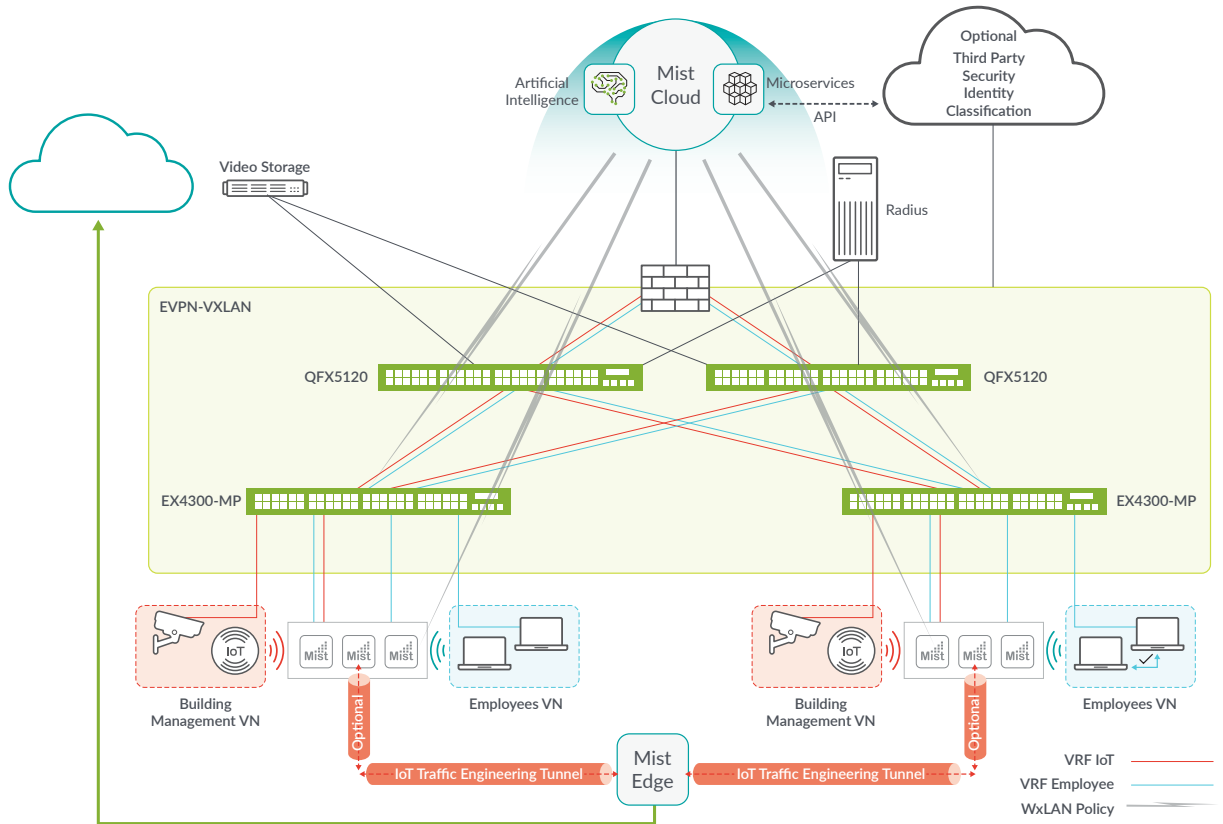 Optional
Third Party
Security
Identity
Classification
Mist
Cloud
Artificial
Intelligence
Microservices
API
Video Storage
Radius
EVPN-VXLAN
QFX5120
QFX5120
EX4300-MP
EX4300-MP
IoT
Mist
Mist
Mist
IoT
Mist
Mist
Mist
Building
Management VN
Optional
Employees VN
Building
Management VN
Optional
Employees VN
IoT Traffic Engineering Tunnel
Mist
Edge
IoT Traffic Engineering Tunnel
VRF IoT
VRF Employee
WxLAN Policy